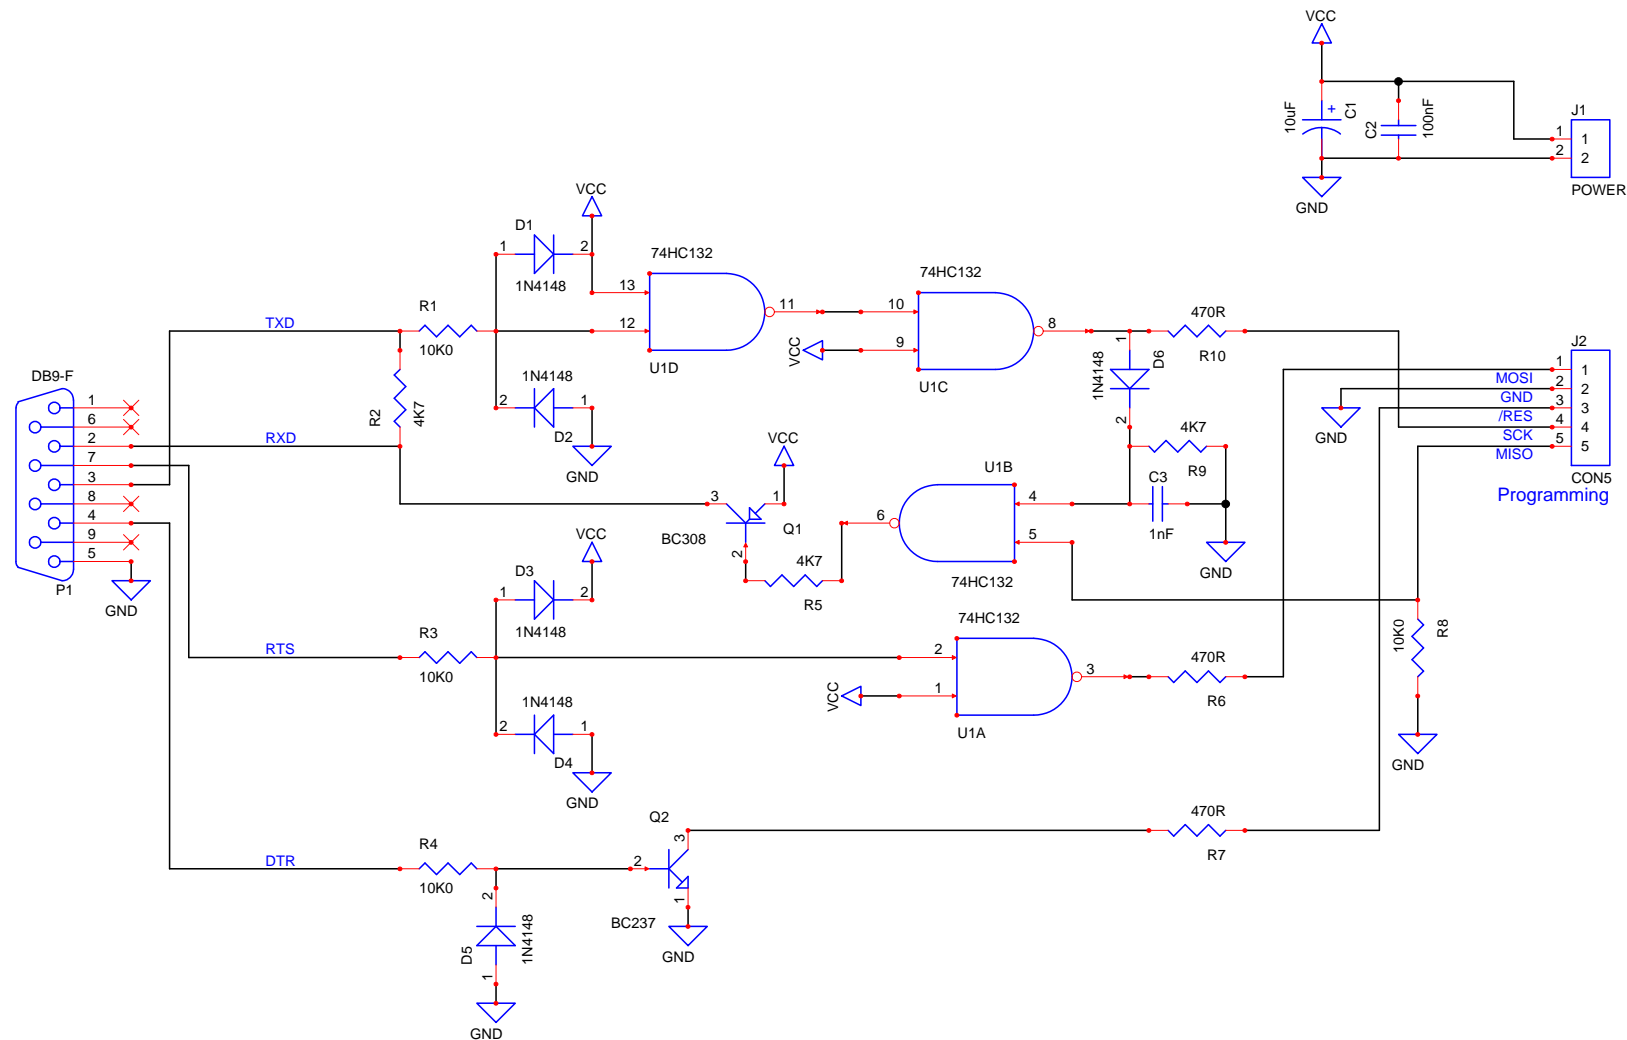 VCC
10uF
+
C1
C2
100nF
J1
1
1
2
2
POWER
GND
VCC
D1
1
2
1N4148
74HC132
13
12
11
U1D
74HC132
10
9
VCC
8
U1C
470R
R10
TXD
R1
10K0
R2
4K7
1N4148
2
1
D2
GND
1
D6
1N4148
2
DB9-F
1
6
2
7
3
8
4
9
5
P1
GND
RXD
J2
1
1
MOSI
2
2
GND
3
3
/RES
4
4
SCK
5
5
MISO
CON5
Programming
GND
4K7
R9
C3
1nF
GND
VCC
3
1
Q1
BC308
2
4K7
R5
U1B
4
5
6
74HC132
VCC
D3
1
2
1N4148
RTS
R3
10K0
74HC132
2
1
VCC
3
U1A
470R
R6
10K0
R8
GND
1N4148
2
1
D4
GND
DTR
R4
10K0
Q2
3
2
1
BC237
GND
470R
R7
2
D5
1N4148
1
GND